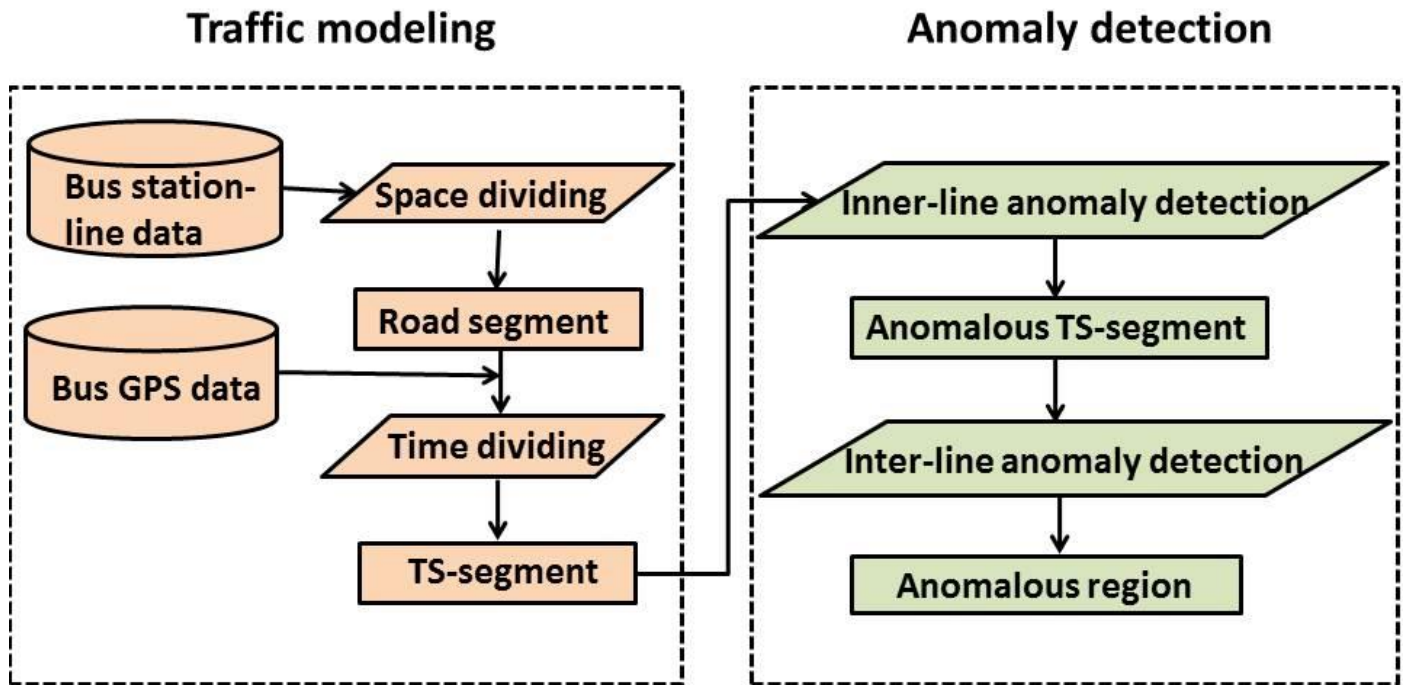 Traffic modeling
Anomaly detection
Bus station-
line data
Space dividing
Road segment
Bus GPS data
Time dividing
TS-segment
Inner-line anomaly detection
Anomalous TS-segment
Inter-line anomaly detection
Anomalous region